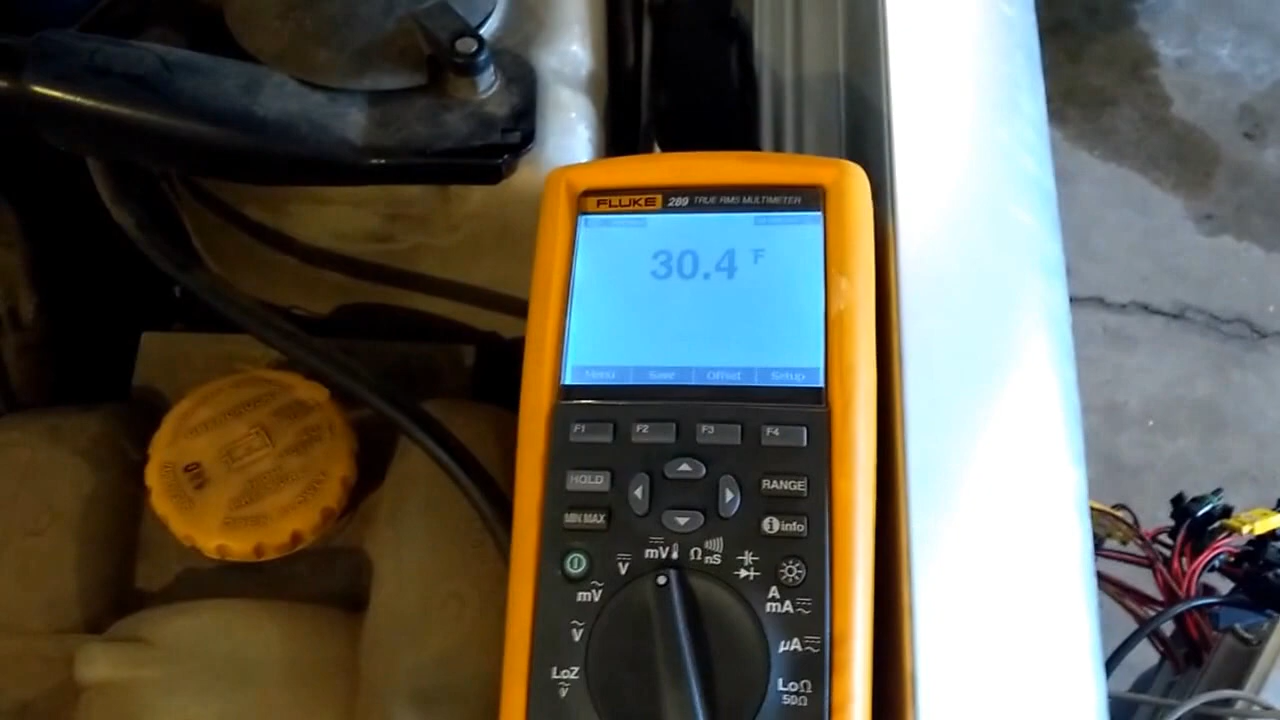 FLUKE 289 TRUE RMS MULTIMETER
30.4 °F
Menu Save Offset Setup
F1 F2 F3 F4
HOLD RANGE
MIN MAX info
V mV Ω nS
mV A mA
V µA
LoZ V LoΩ 50Ω